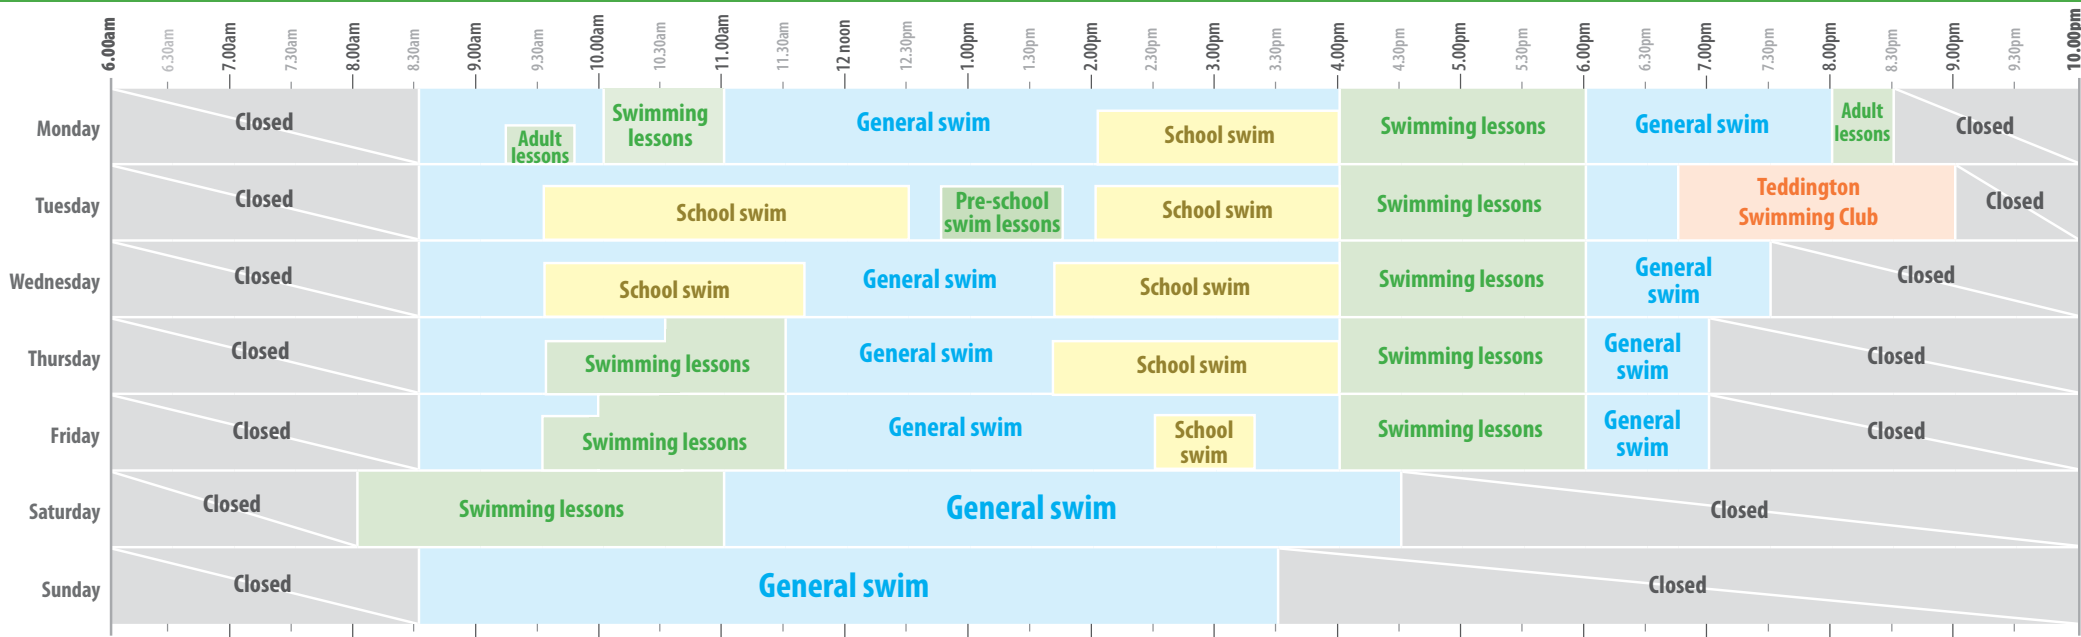 6.00am 6.30am 7.00am 7.30am 8.00am 8.30am 9.00am 9.30am 10.00am 10.30am 11.00am 11.30am 12 noon 12.30pm 1.00pm 1.30pm 2.00pm 2.30pm 3.00pm 3.30pm 4.00pm 4.30pm 5.00pm 5.30pm 6.00pm 6.30pm 7.00pm 7.30pm 8.00pm 8.30pm 9.00pm 9.30pm 10.00pm
Monday
Closed
Adult
lessons
Swimming
lessons
General swim
School swim
Swimming lessons
General swim
Adult
lessons
Closed
Tuesday
Closed
School swim
Pre-school
swim lessons
School swim
Swimming lessons
Teddington
Swimming Club
Closed
Wednesday
Closed
School swim
General swim
School swim
Swimming lessons
General
swim
Closed
Thursday
Closed
Swimming lessons
General swim
School swim
Swimming lessons
General
swim
Closed
Friday
Closed
Swimming lessons
General swim
School
swim
Swimming lessons
General
swim
Closed
Saturday
Closed
Swimming lessons
General swim
Closed
Sunday
Closed
General swim
Closed